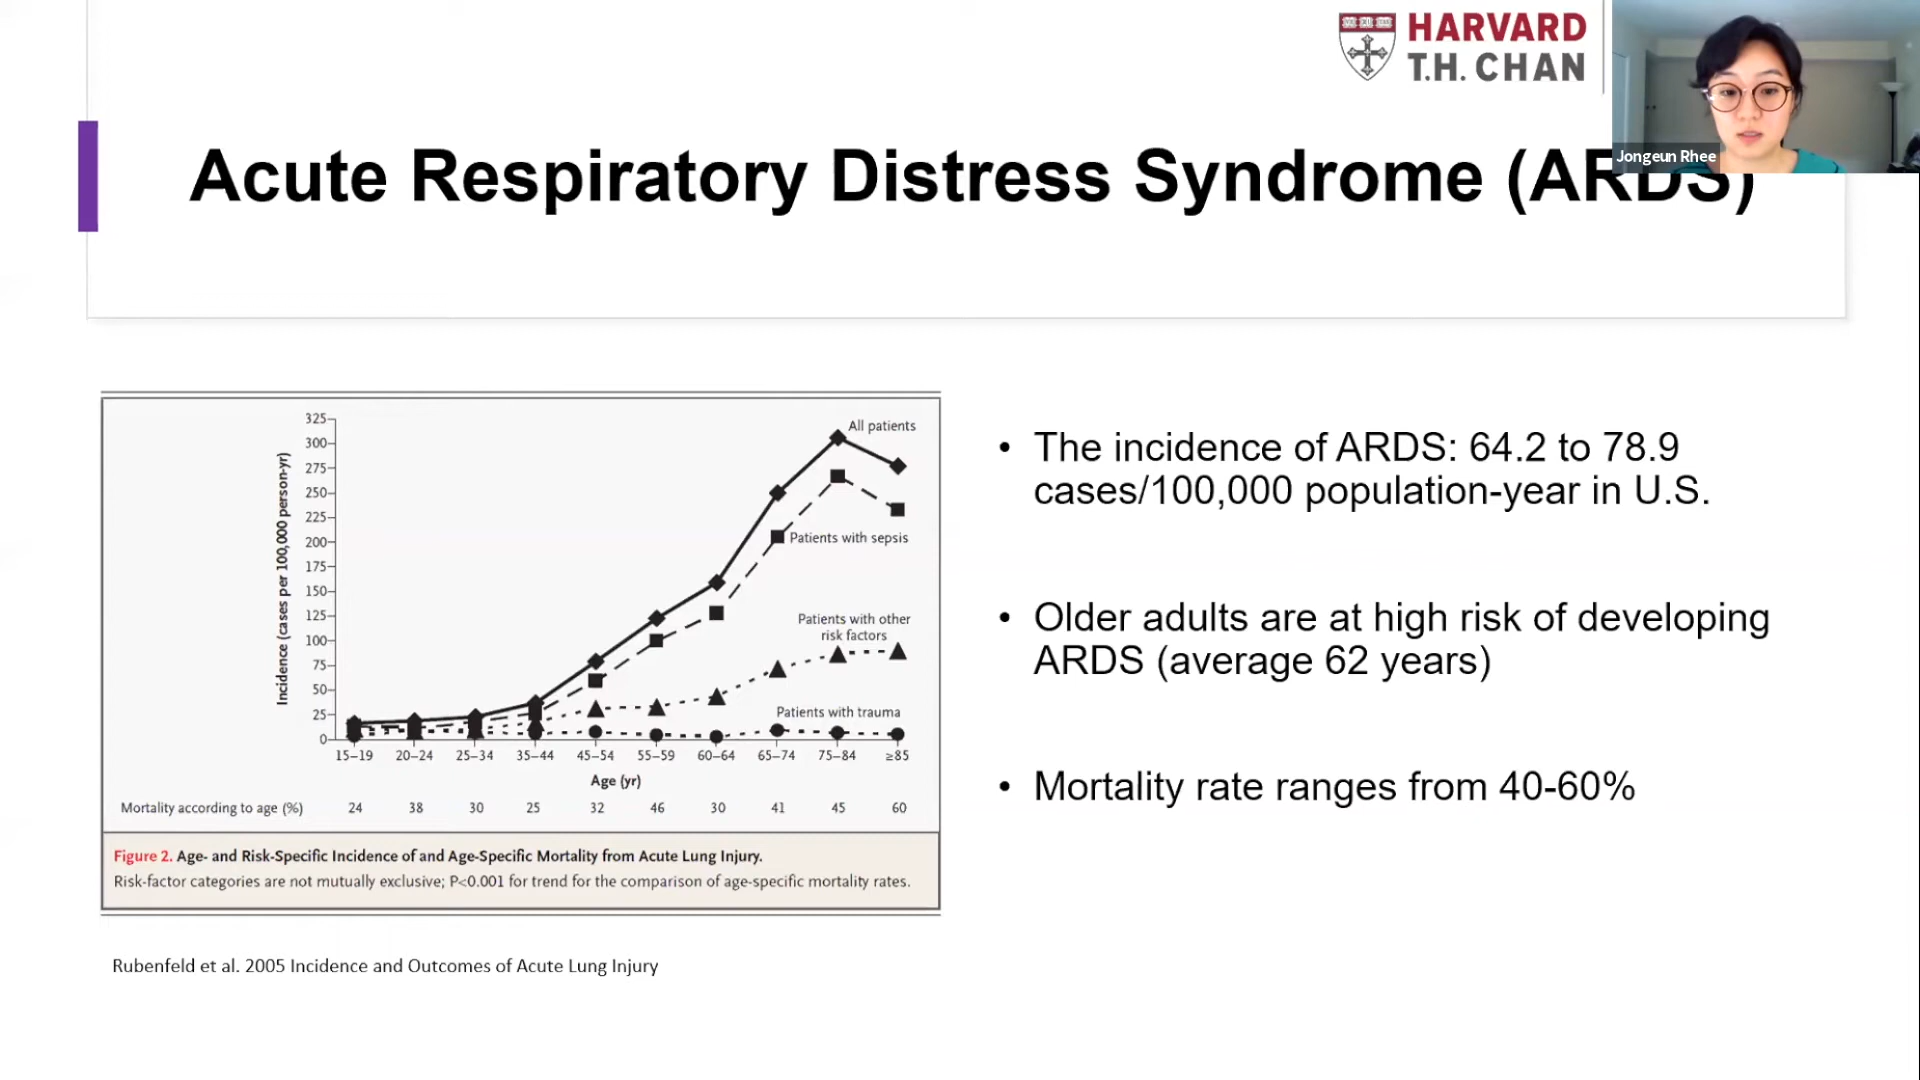 HARVARD
T.H. CHAN
Jongeun Rhee
Acute Respiratory Distress Syndrome (ARDS)
325
300
275
250
225
200
175
150
125
100
75
50
25
0
Incidence (cases per 100,000 person-yr)
All patients
Patients with sepsis
Patients with other
risk factors
Patients with trauma
15–19 20–24 25–34 35–44 45–54 55–59 60–64 65–74 75–84 ≥85
Age (yr)
Mortality according to age (%) 24 38 30 25 32 46 30 41 45 60
Figure 2. Age- and Risk-Specific Incidence of and Age-Specific Mortality from Acute Lung Injury.
Risk-factor categories are not mutually exclusive; P<0.001 for trend for the comparison of age-specific mortality rates.
Rubenfeld et al. 2005 Incidence and Outcomes of Acute Lung Injury
• The incidence of ARDS: 64.2 to 78.9
cases/100,000 population-year in U.S.
• Older adults are at high risk of developing
ARDS (average 62 years)
• Mortality rate ranges from 40-60%